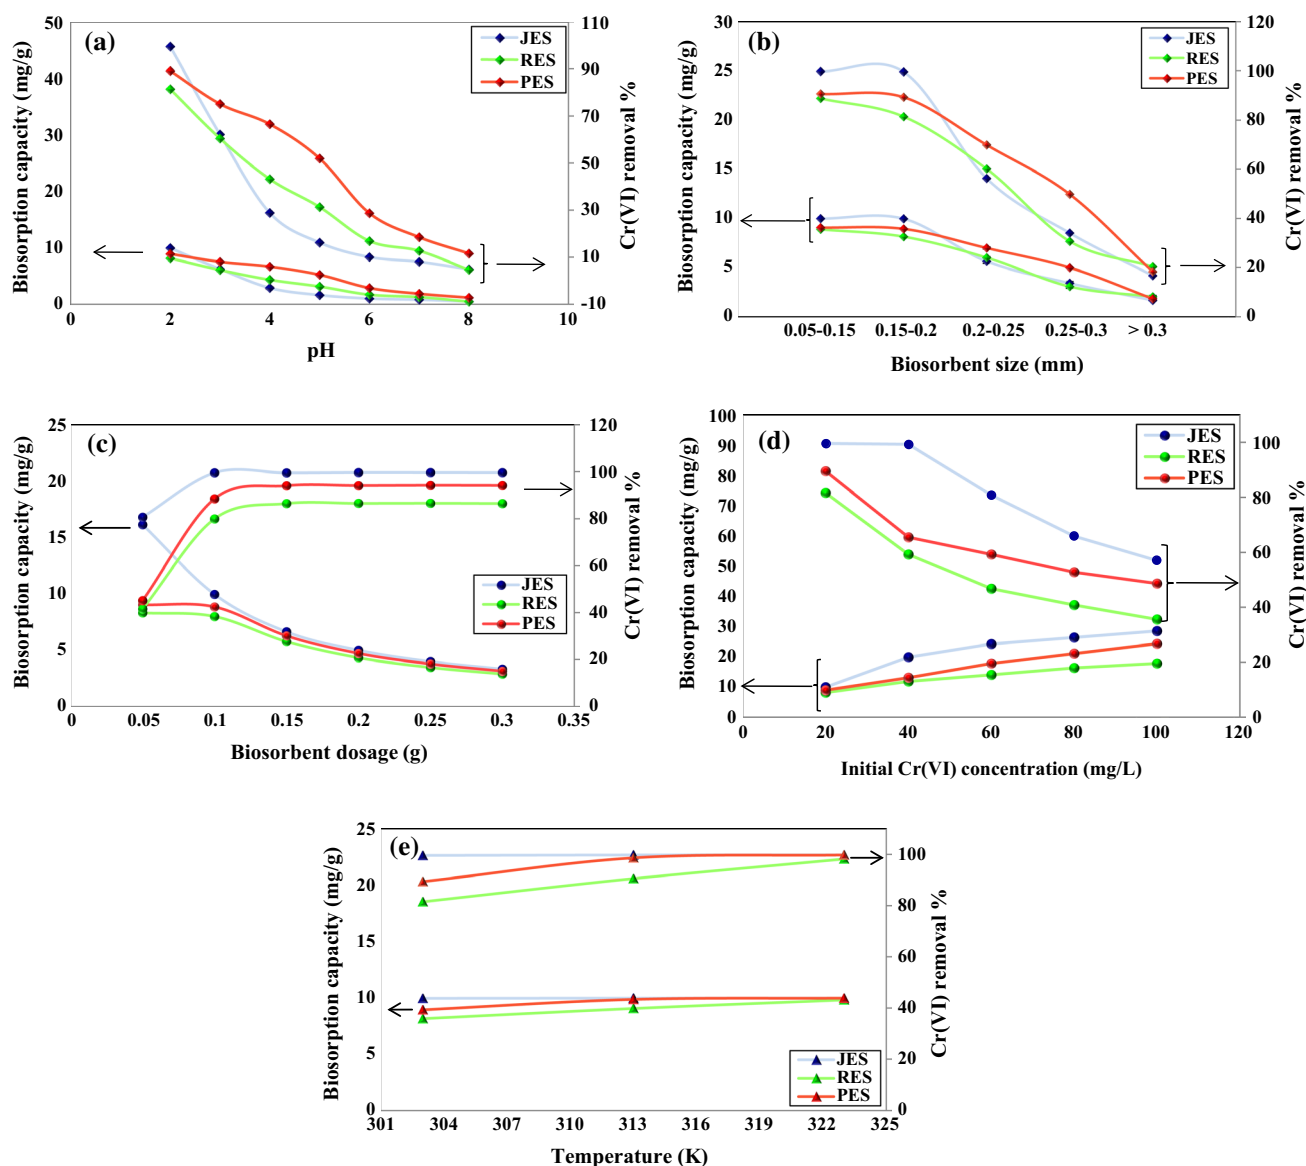 (a)
Biosorption capacity (mg/g)
50
40
30
20
10
0
110
90
70
50
30
10
-10
Cr(VI) removal %
JES
RES
PES
0 2 4 6 8 10
pH
(b)
Biosorption capacity (mg/g)
30
25
20
15
10
5
0
120
100
80
60
40
20
0
Cr(VI) removal %
JES
RES
PES
0.05-0.15 0.15-0.2 0.2-0.25 0.25-0.3 > 0.3
Biosorbent size (mm)
(c)
Biosorption capacity (mg/g)
25
20
15
10
5
0
120
100
80
60
40
20
0
Cr(VI) removal %
JES
RES
PES
0 0.05 0.1 0.15 0.2 0.25 0.3 0.35
Biosorbent dosage (g)
(d)
Biosorption capacity (mg/g)
100
90
80
70
60
50
40
30
20
10
0
100
80
60
40
20
0
Cr(VI) removal %
JES
RES
PES
0 20 40 60 80 100 120
Initial Cr(VI) concentration (mg/L)
(e)
Biosorption capacity (mg/g)
25
20
15
10
5
0
100
80
60
40
20
0
Cr(VI) removal %
JES
RES
PES
301 304 307 310 313 316 319 322 325
Temperature (K)